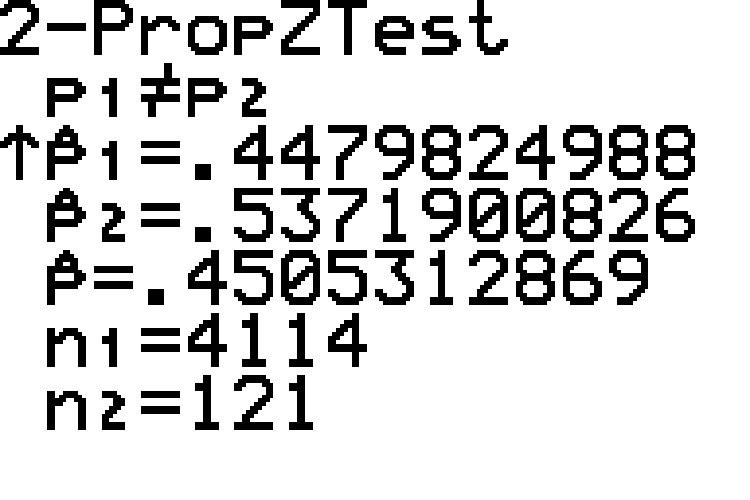 2-PropZTest
p₁≠p₂
↑p̂₁=.4479824988
p̂₂=.5371900826
p̂=.4505312869
n₁=4114
n₂=121